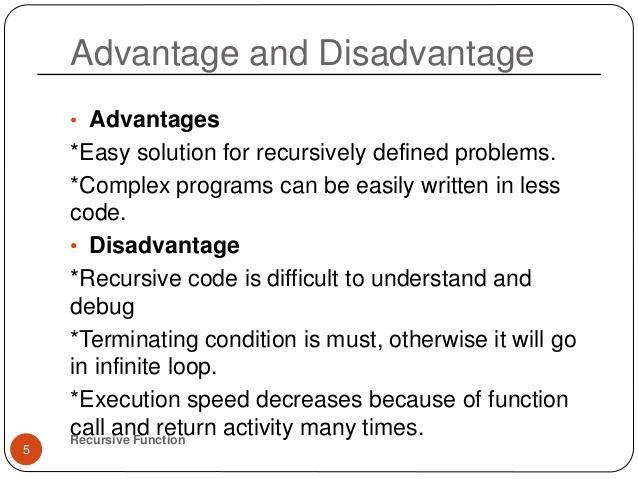 Advantage and Disadvantage
• Advantages
*Easy solution for recursively defined problems.
*Complex programs can be easily written in less
code.
• Disadvantage
*Recursive code is difficult to understand and
debug
*Terminating condition is must, otherwise it will go
in infinite loop.
*Execution speed decreases because of function
call and return activity many times.
Recursive Function
5